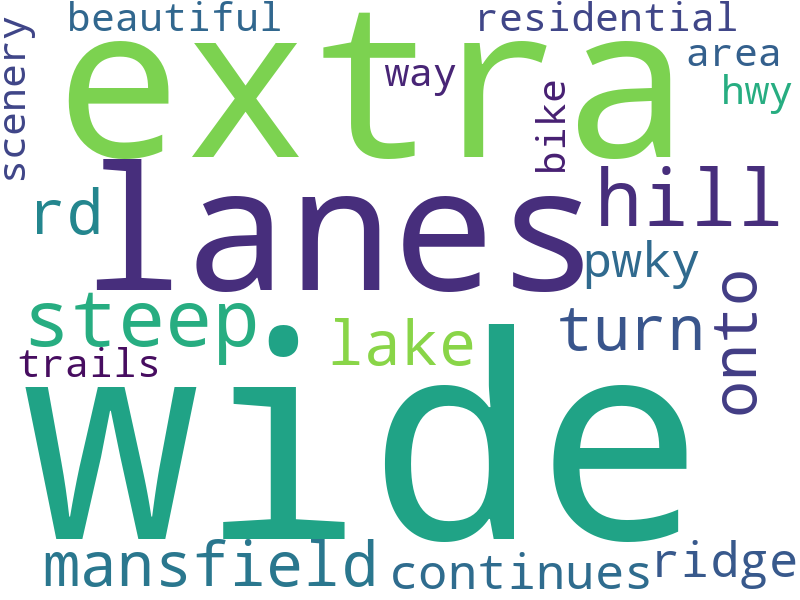 beautiful
residential
scenery
extra
way
area
hwy
bike
lanes
hill
rd
pwky
steep
lake
turn
onto
trails
wide
mansfield
continues
ridge